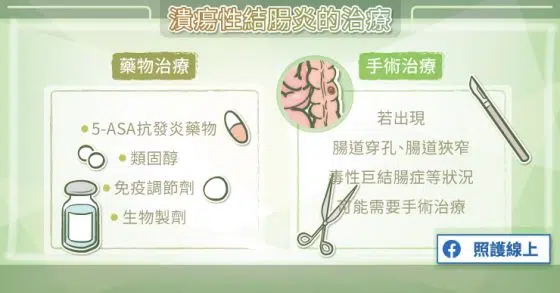 潰瘍性結腸炎的治療
藥物治療
5-ASA抗發炎藥物
類固醇
免疫調節劑
生物製劑
手術治療
若出現
腸道穿孔、腸道狹窄
毒性巨結腸症等狀況
可能需要手術治療
照護線上